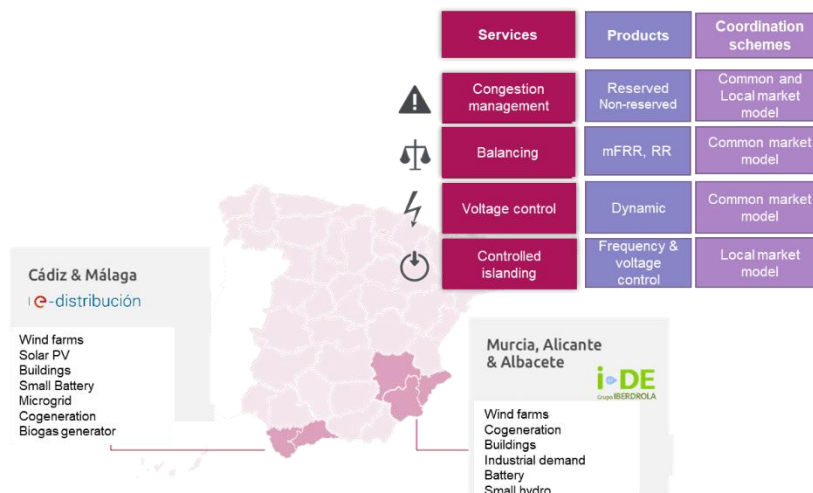 Services
Products
Coordination
schemes
Congestion
management
Reserved
Non-reserved
Common and
Local market
model
Balancing
mFRR, RR
Common market
model
Voltage control
Dynamic
Common market
model
Controlled
islanding
Frequency &
voltage
control
Local market
model
Cádiz & Málaga
e-distribución
Wind farms
Solar PV
Buildings
Small Battery
Microgrid
Cogeneration
Biogas generator
Murcia, Alicante
& Albacete
i-DE
Grupo IBERDROLA
Wind farms
Cogeneration
Buildings
Industrial demand
Battery
Small hydro